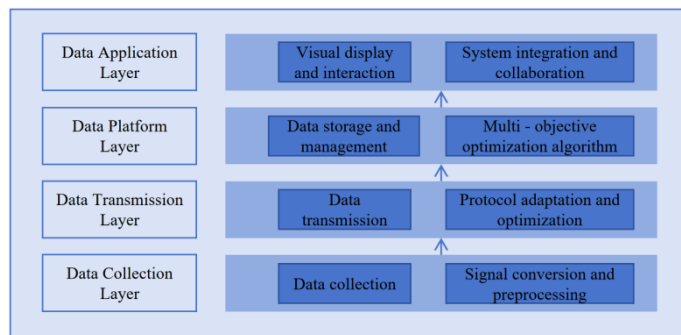 Data Application
Layer
Visual display
and interaction
System integration and
collaboration
Data Platform
Layer
Data storage and
management
Multi - objective
optimization algorithm
Data Transmission
Layer
Data
transmission
Protocol adaptation and
optimization
Data Collection
Layer
Data collection
Signal conversion and
preprocessing